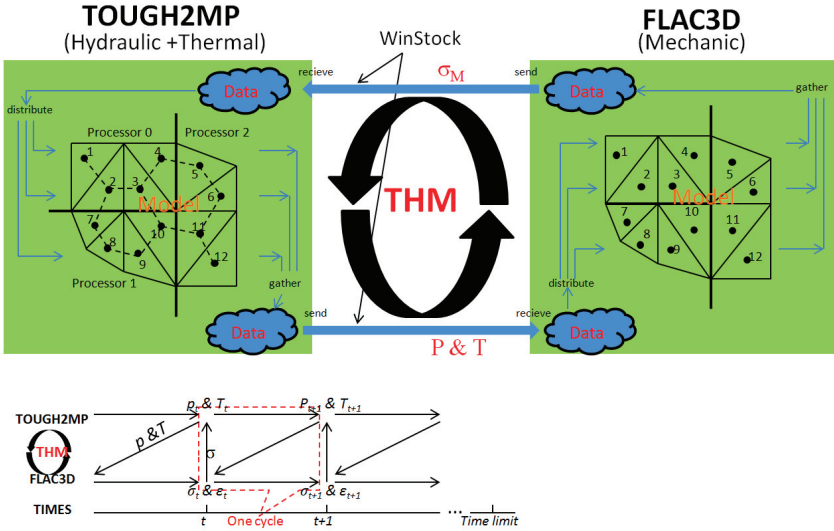 TOUGH2MP
(Hydraulic +Thermal)
WinStock
FLAC3D
(Mechanic)
Data
recieve
σM
send
Data
gather
distribute
Processor 0
Processor 2
1
2
3
4
5
6
7
8
9
10
11
12
Model
Processor 1
gather
Data
THM
1
2
3
4
5
6
7
8
9
10
11
12
Model
distribute
Data
send
recieve
P & T
TOUGH2MP
pt & Tt
Pt+1 & Tt+1
p &T
THM
σ
FLAC3D
σt & εt
σt+1 & εt+1
TIMES
t
One cycle
t+1
...
Time limit